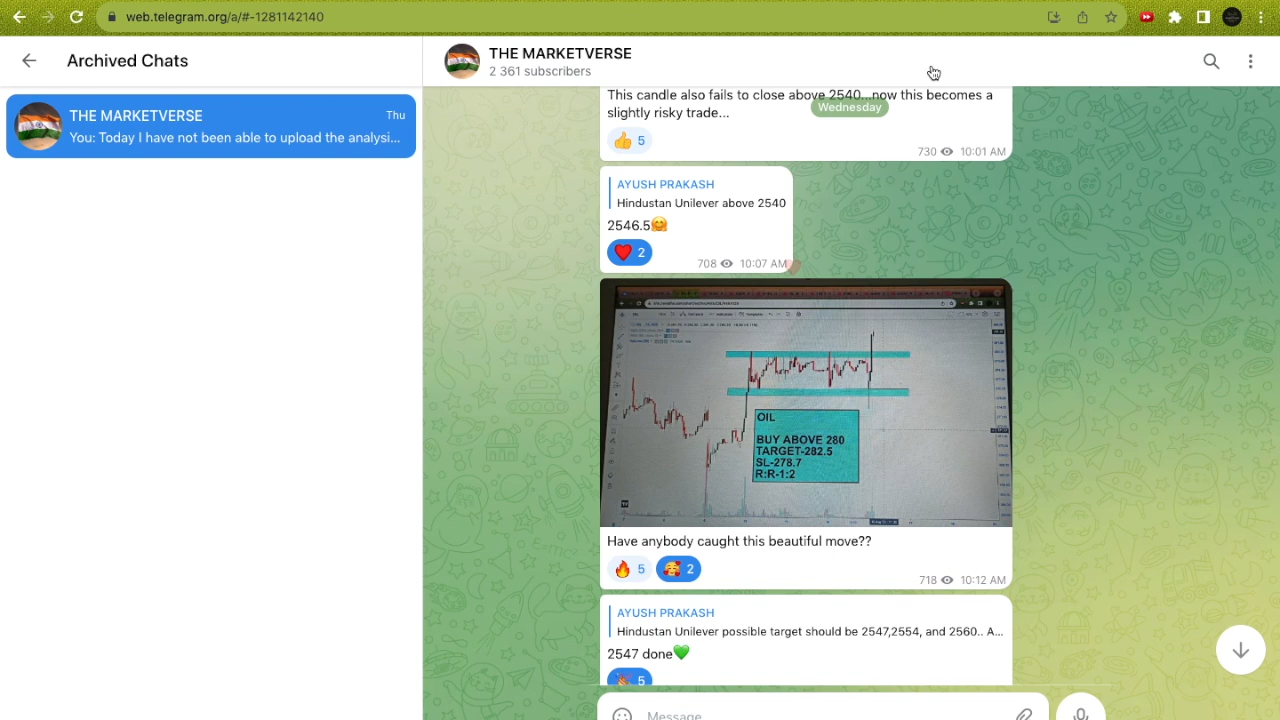 web.telegram.org/a/#-1281142140
Archived Chats
THE MARKETVERSE
Thu
You: Today I have not been able to upload the analysi...
THE MARKETVERSE
2 361 subscribers
This candle also fails to close above 2540...now this becomes a
slightly risky trade...
Wednesday
👍 5
730 10:01 AM
AYUSH PRAKASH
Hindustan Unilever above 2540
2546.5🤗
❤️ 2
708 10:07 AM
OIL
BUY ABOVE 280
TARGET-282.5
SL-278.7
R:R-1:2
Have anybody caught this beautiful move??
🔥 5 🥰 2
718 10:12 AM
AYUSH PRAKASH
Hindustan Unilever possible target should be 2547,2554, and 2560.. A...
2547 done💚
🎉 5
Message